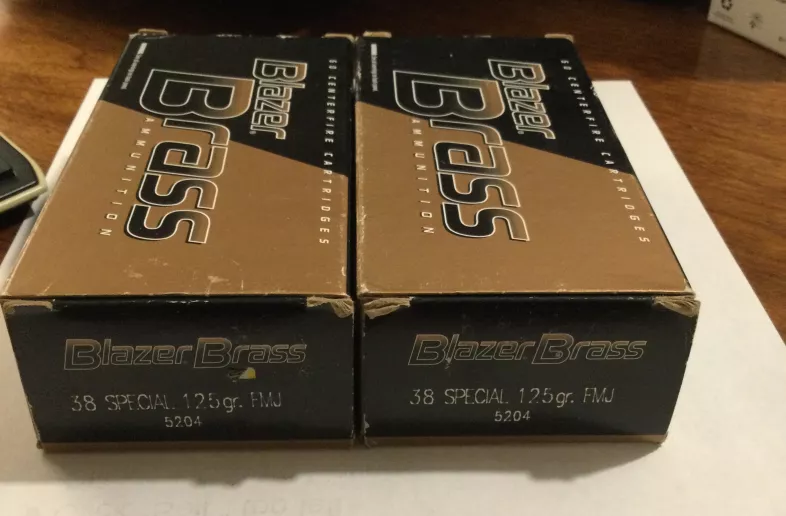 Blazer
Brass
AMMUNITION
50 CENTERFIRE CARTRIDGES
Blazer Brass
38 SPECIAL 125gr. FMJ
5204
Blazer
Brass
AMMUNITION
50 CENTERFIRE CARTRIDGES
Blazer Brass
38 SPECIAL 125gr. FMJ
5204